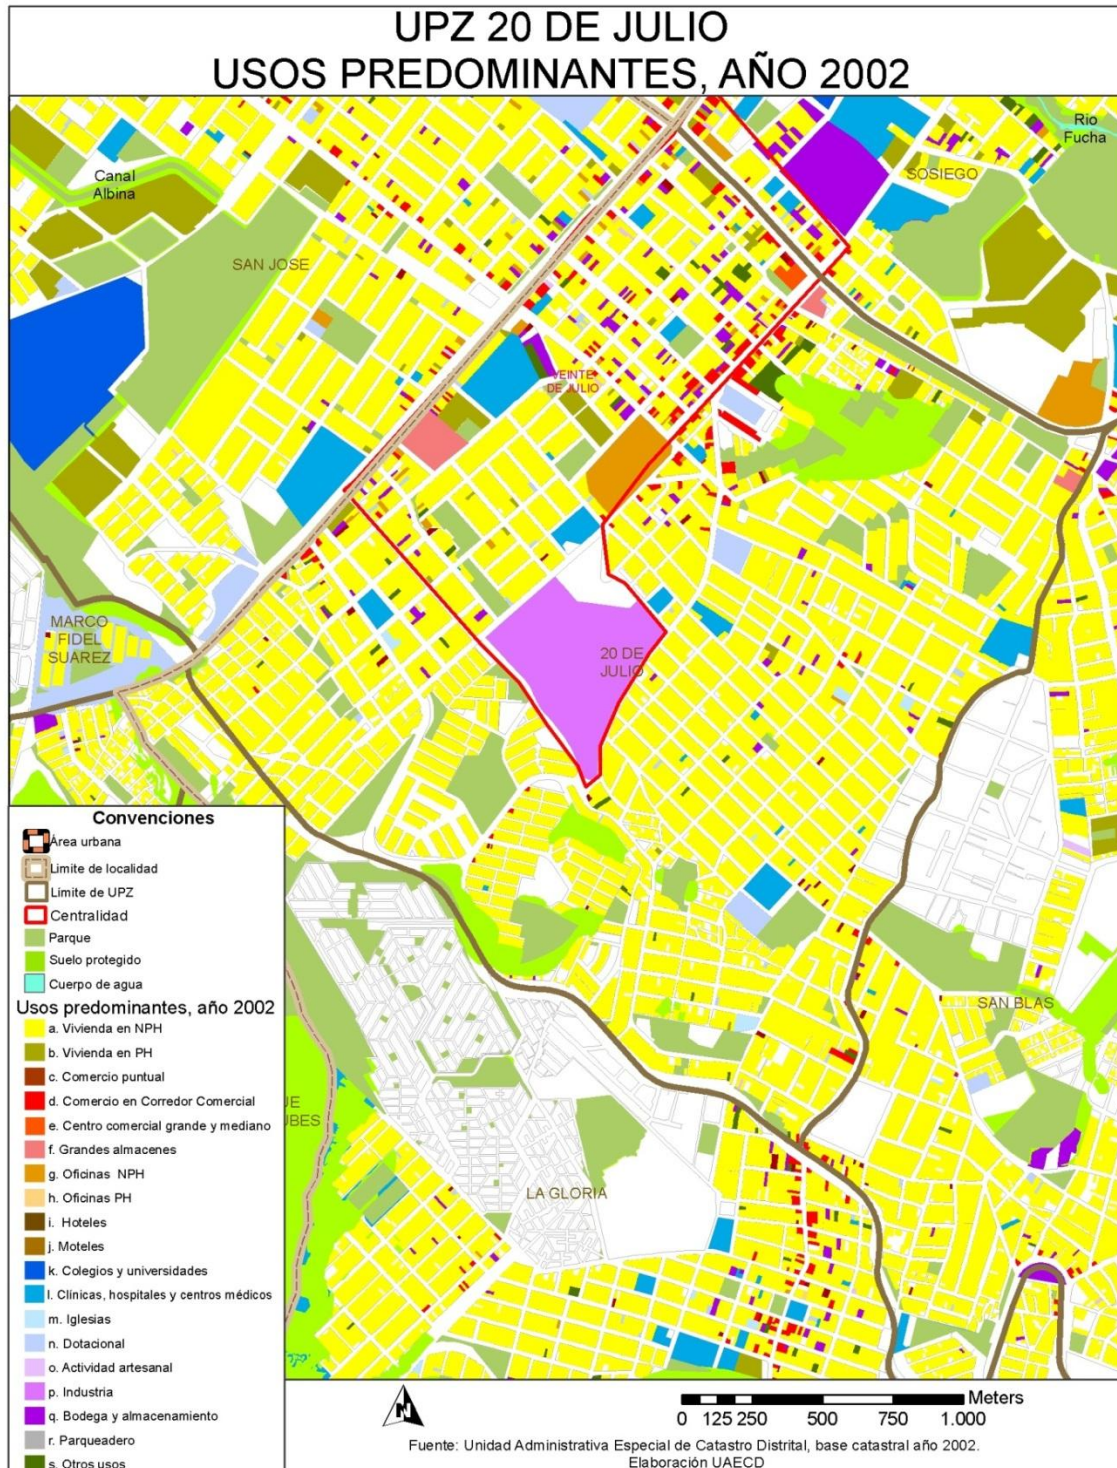 UPZ 20 DE JULIO
USOS PREDOMINANTES, AÑO 2002
Rio
Fucha
Canal
Albina
SOSIEGO
SAN JOSE
VEINTE
DE JULIO
MARCO
FIDEL
SUAREZ
20 DE
JULIO
SAN BLAS
UE
UBES
LA GLORIA
Convenciones
Área urbana
Limite de localidad
Límite de UPZ
Centralidad
Parque
Suelo protegido
Cuerpo de agua
Usos predominantes, año 2002
a. Vivienda en NPH
b. Vivienda en PH
c. Comercio puntual
d. Comercio en Corredor Comercial
e. Centro comercial grande y mediano
f. Grandes almacenes
g. Oficinas NPH
h. Oficinas PH
i. Hoteles
j. Moteles
k. Colegios y universidades
l. Clínicas, hospitales y centros médicos
m. Iglesias
n. Dotacional
o. Actividad artesanal
p. Industria
q. Bodega y almacenamiento
r. Parqueadero
s. Otros usos
N
Meters
0 125 250 500 750 1.000
Fuente: Unidad Administrativa Especial de Catastro Distrital, base catastral año 2002.
Elaboración UAECD